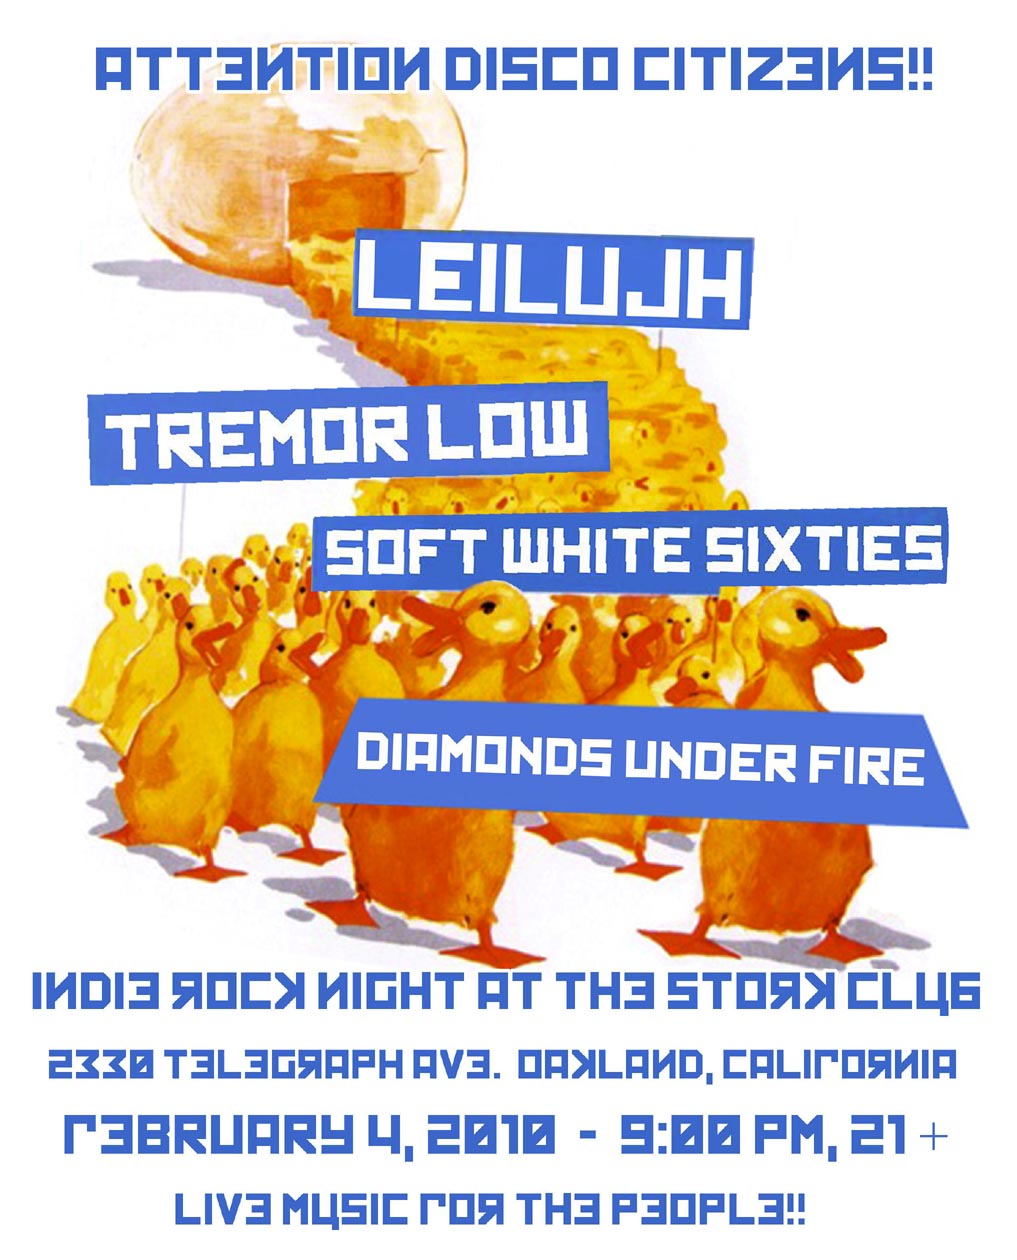 ATTENTION DISCO CITIZENS!!
LEILUJH
TREMOR LOW
SOFT WHITE SIXTIES
DIAMONDS UNDER FIRE
INDIE ROCK NIGHT AT THE STORK CLUB
2330 TELEGRAPH AVE. OAKLAND, CALIFORNIA
FEBRUARY 4, 2010 - 9:00 PM, 21 +
LIVE MUSIC FOR THE PEOPLE!!